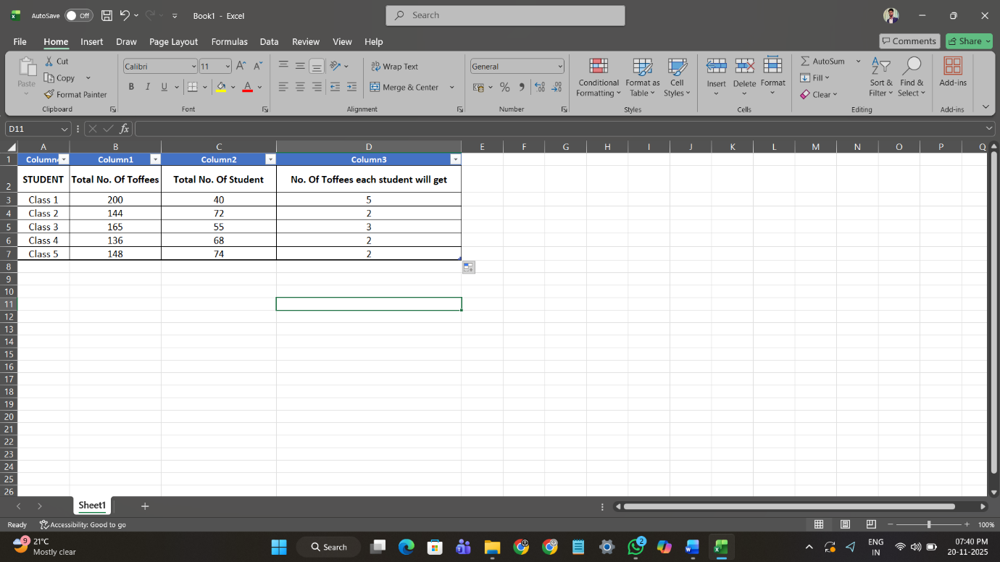 AutoSave Off Book1 - Excel Search
File Home Insert Draw Page Layout Formulas Data Review View Help Comments Share
Paste Cut Copy Format Painter Clipboard
Calibri 11 A A B I U A Font
Wrap Text Merge & Center Alignment
General % Number
Conditional Formatting Format as Table Cell Styles Styles
Insert Delete Format Cells
AutoSum Fill Clear Sort & Filter Find & Select Editing
Add-ins Add-ins
D11 fx
A B C D E F G H I J K L M N O P Q
1 Column Column1 Column2 Column3
2 STUDENT Total No. Of Toffees Total No. Of Student No. Of Toffees each student will get
3 Class 1 200 40 5
4 Class 2 144 72 2
5 Class 3 165 55 3
6 Class 4 136 68 2
7 Class 5 148 74 2
8
9
10
11
12
13
14
15
16
17
18
19
20
21
22
23
24
25
26
Sheet1
Ready Accessibility: Good to go 100%
9 21°C Search 2 ENG 07:40 PM
Mostly clear IN 20-11-2025